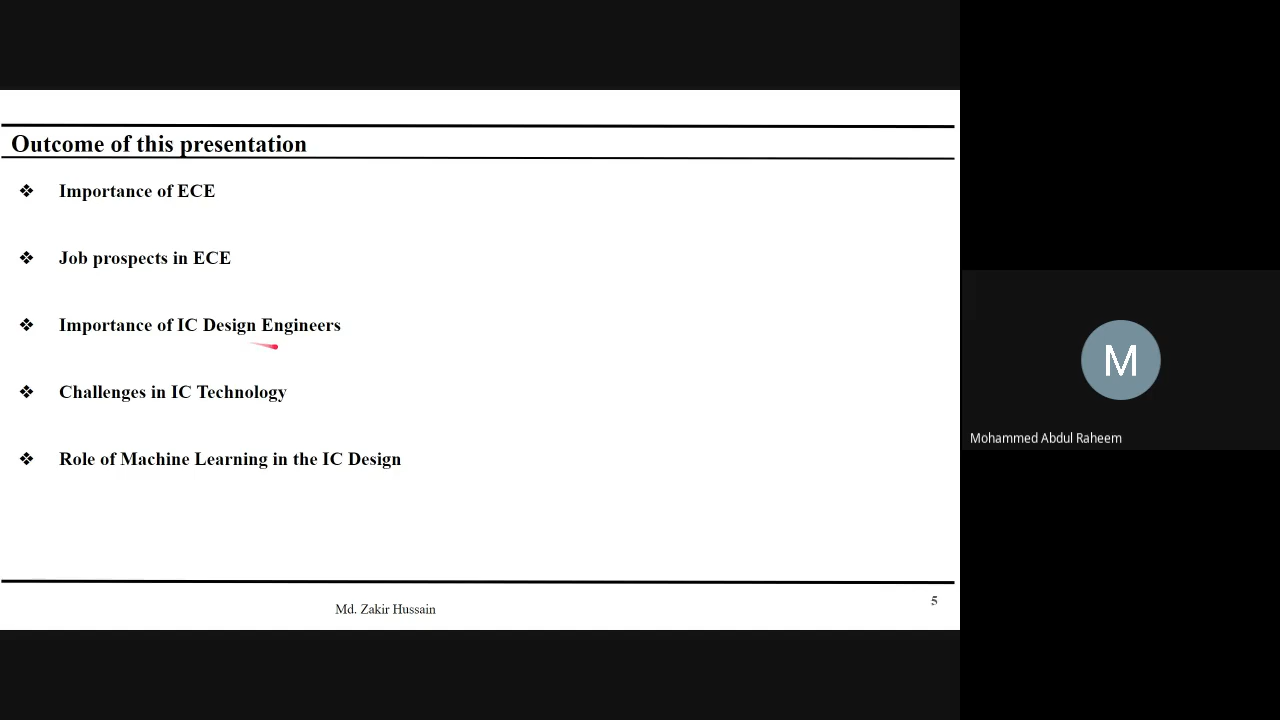 Outcome of this presentation
❖ Importance of ECE
❖ Job prospects in ECE
❖ Importance of IC Design Engineers
❖ Challenges in IC Technology
❖ Role of Machine Learning in the IC Design
Md. Zakir Hussain
5
M
Mohammed Abdul Raheem